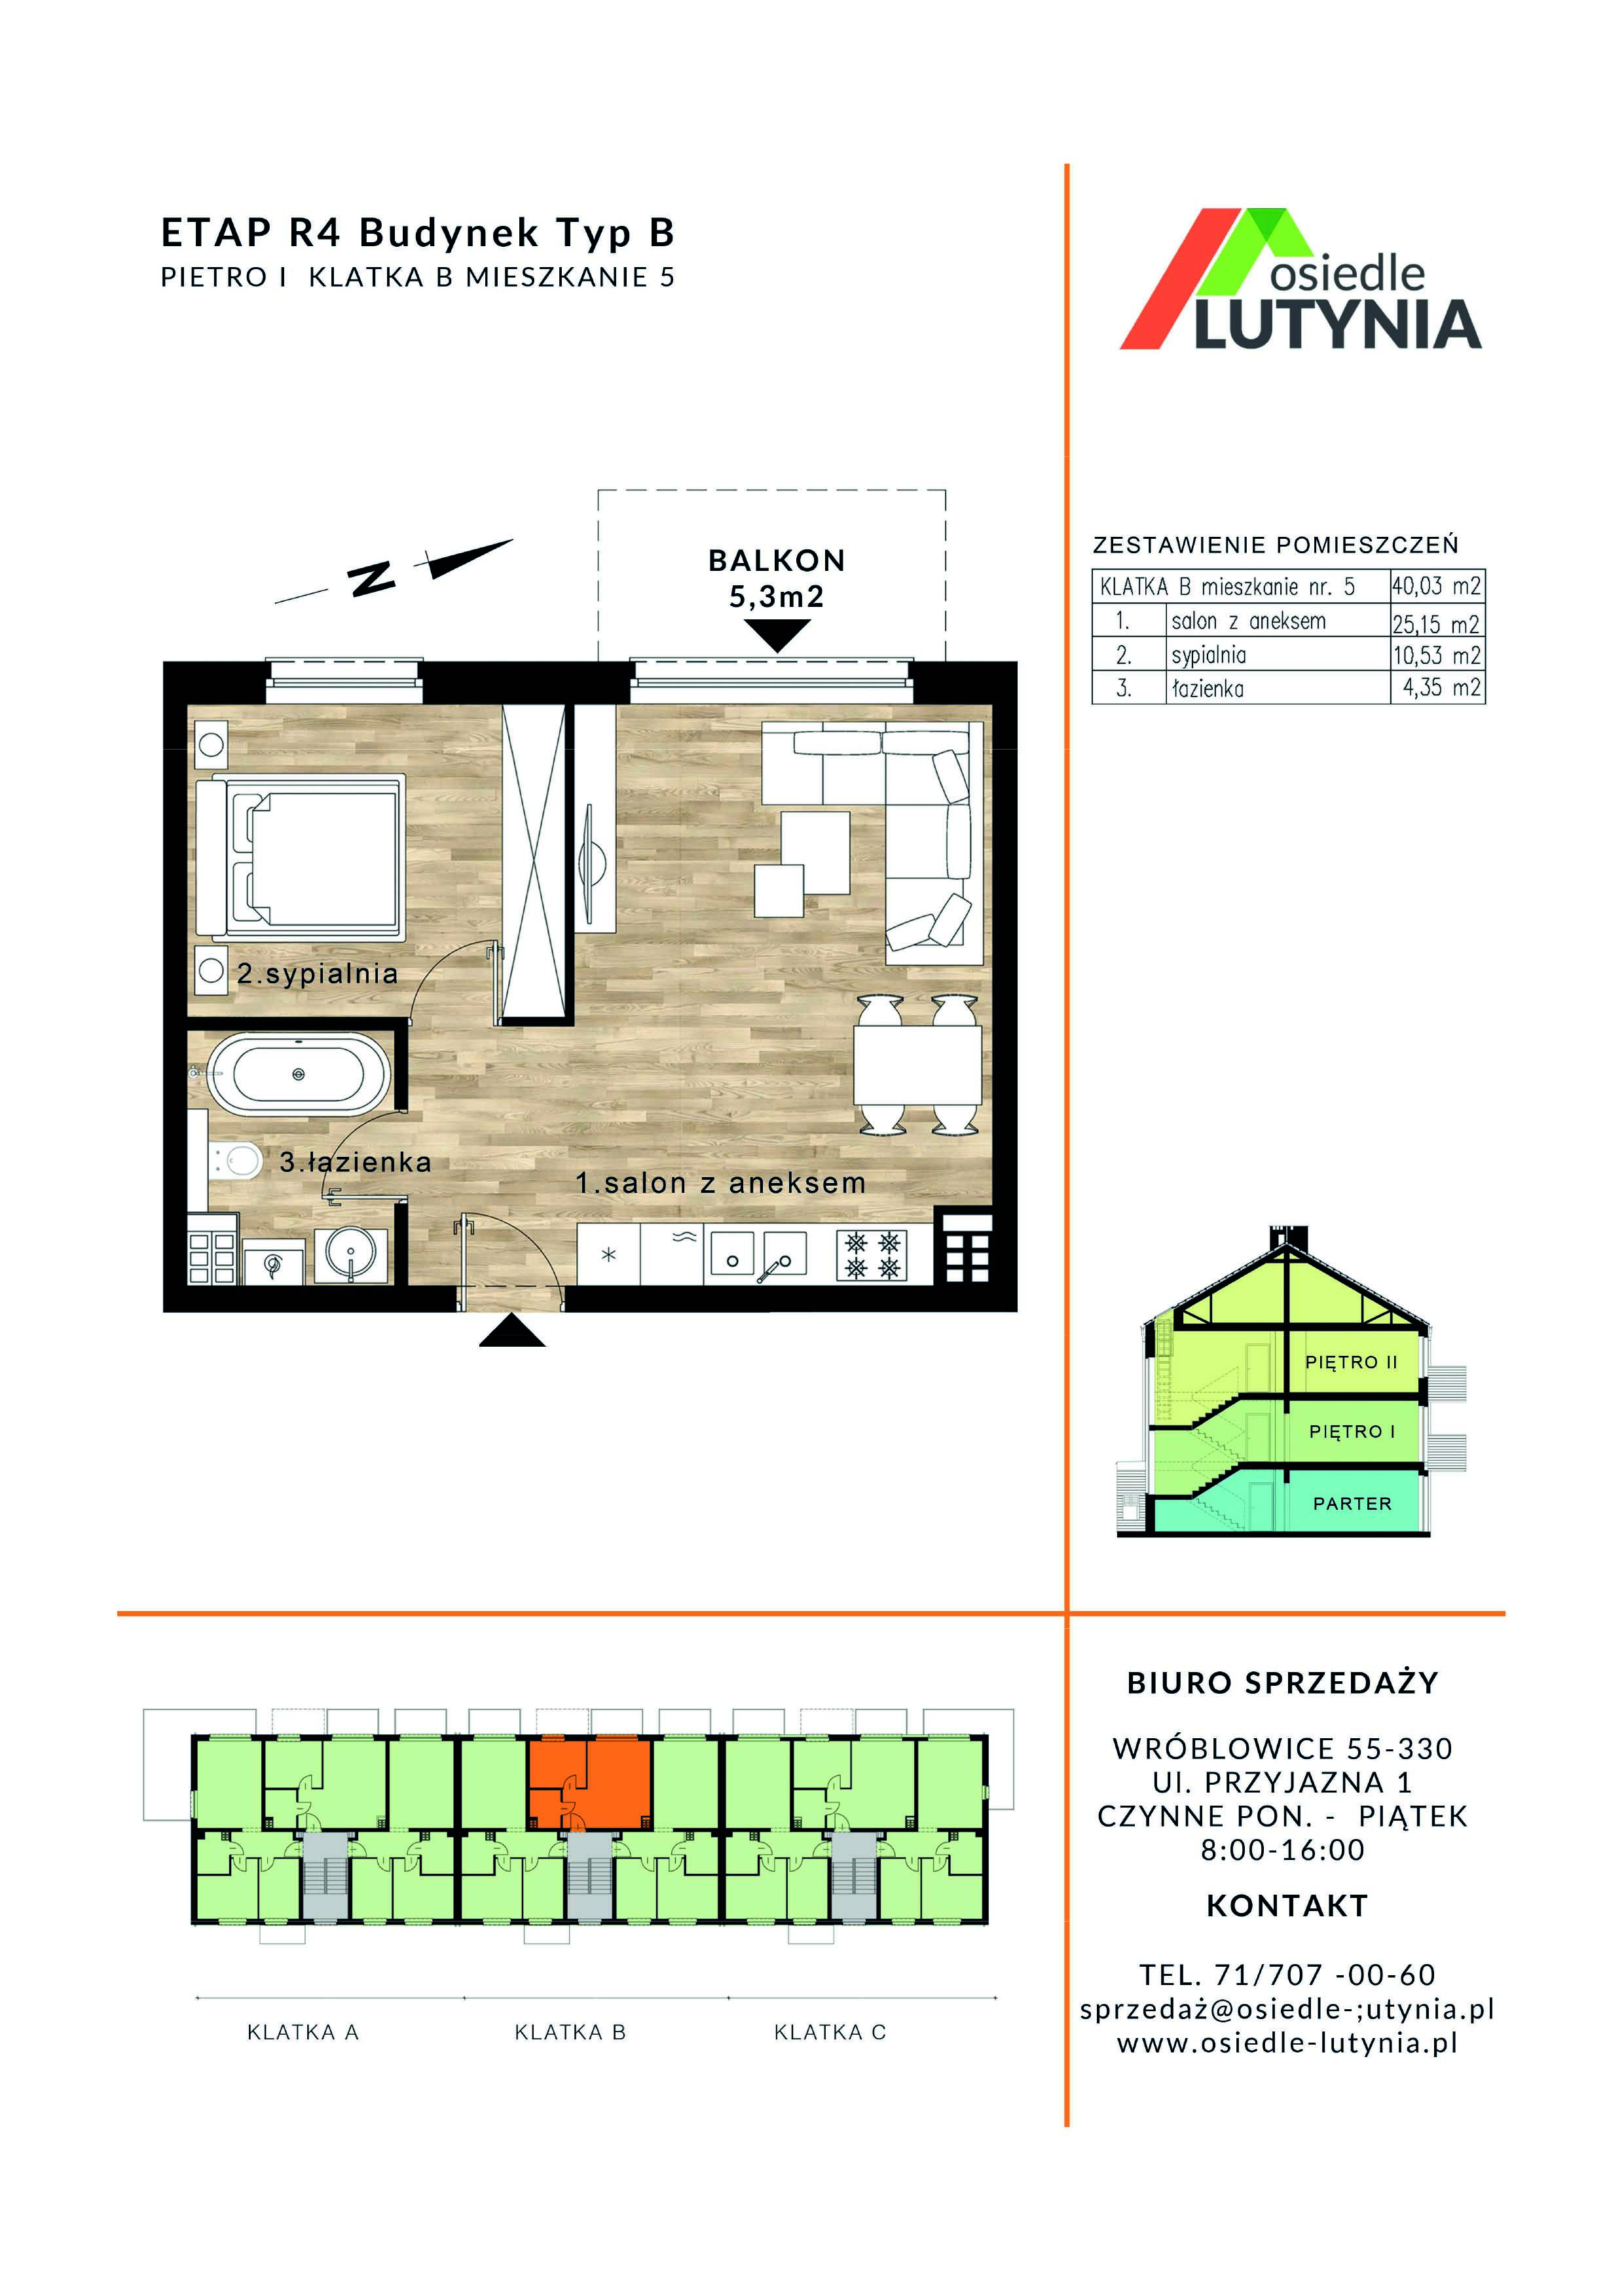 ETAP R4 Budynek Typ B
PIETRO I KLATKA B MIESZKANIE 5
osiedle
LUTYNIA
N
BALKON
5,3m2
ZESTAWIENIE POMIESZCZEŃ
KLATKA B mieszkanie nr. 5 40,03 m2
1. salon z aneksem 25,15 m2
2. sypialnia 10,53 m2
3. łazienka 4,35 m2
2.sypialnia
3.łazienka
1.salon z aneksem
PIĘTRO II
PIĘTRO I
PARTER
KLATKA A
KLATKA B
KLATKA C
BIURO SPRZEDAŻY
WRÓBLOWICE 55-330
Ul. PRZYJAZNA 1
CZYNNE PON. - PIĄTEK
8:00-16:00
KONTAKT
TEL. 71/707 -00-60
sprzedaż@osiedle-;utynia.pl
www.osiedle-lutynia.pl